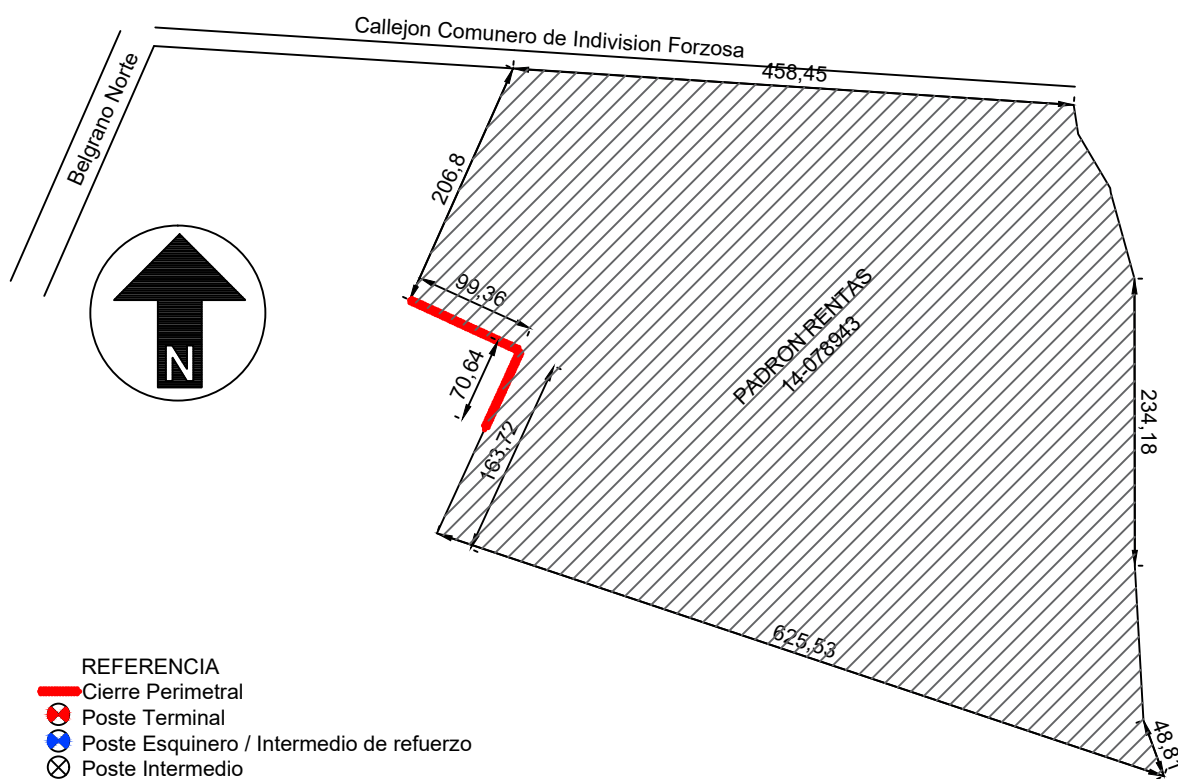 Callejon Comunero de Indivision Forzosa
458,45
Belgrano Norte
206,8
99,36
N
70,64
163,72
PADRON RENTAS
14-078943
234,18
625,53
48,81
REFERENCIA
Cierre Perimetral
Poste Terminal
Poste Esquinero / Intermedio de refuerzo
Poste Intermedio